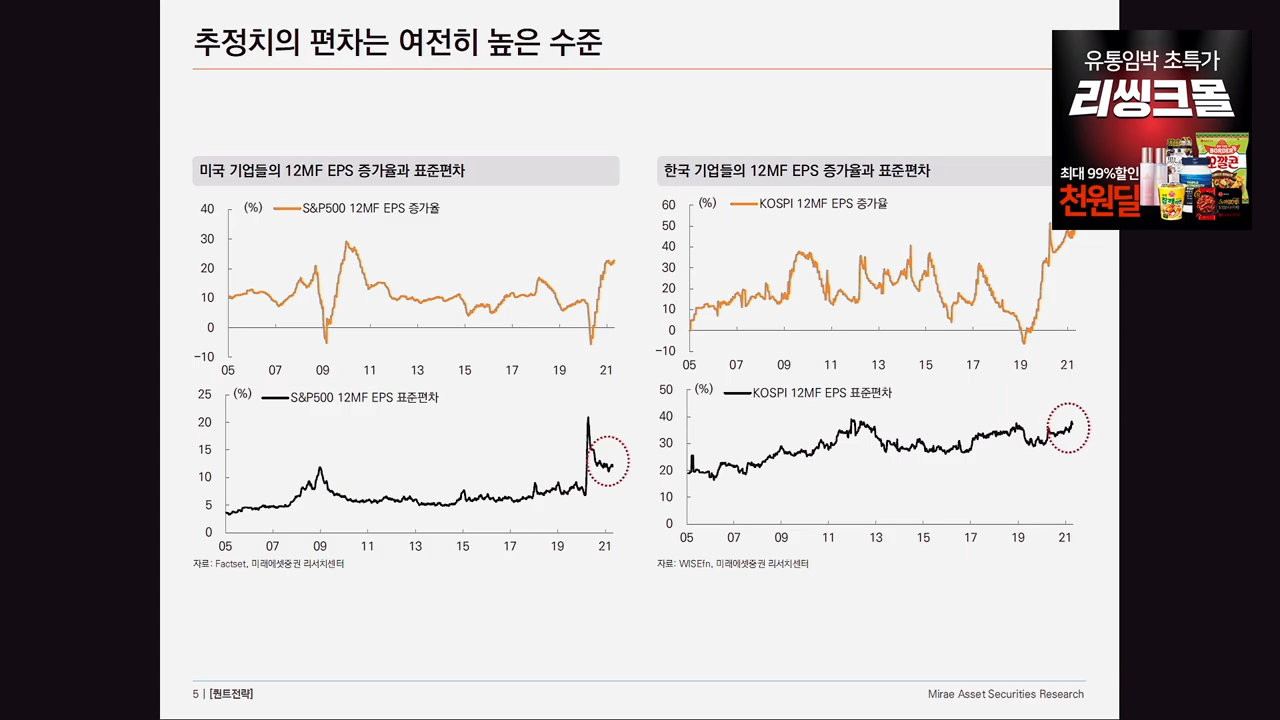 추정치의 편차는 여전히 높은 수준
유통임박 초특가
리씽크몰
최대 99%할인
천원딜
미국 기업들의 12MF EPS 증가율과 표준편차
(%)
S&P500 12MF EPS 증가율
40
30
20
10
0
-10
05 07 09 11 13 15 17 19 21
(%)
S&P500 12MF EPS 표준편차
25
20
15
10
5
0
05 07 09 11 13 15 17 19 21
자료: Factset, 미래에셋중권 리서치센터
한국 기업들의 12MF EPS 증가율과 표준편차
(%)
KOSPI 12MF EPS 증가율
60
50
40
30
20
10
0
-10
05 07 09 11 13 15 17 19 21
(%)
KOSPI 12MF EPS 표준편차
50
40
30
20
10
0
05 07 09 11 13 15 17 19 21
자료: WISEfn, 미래에셋중권 리서치센터
5 | [퀀트전략]
Mirae Asset Securities Research